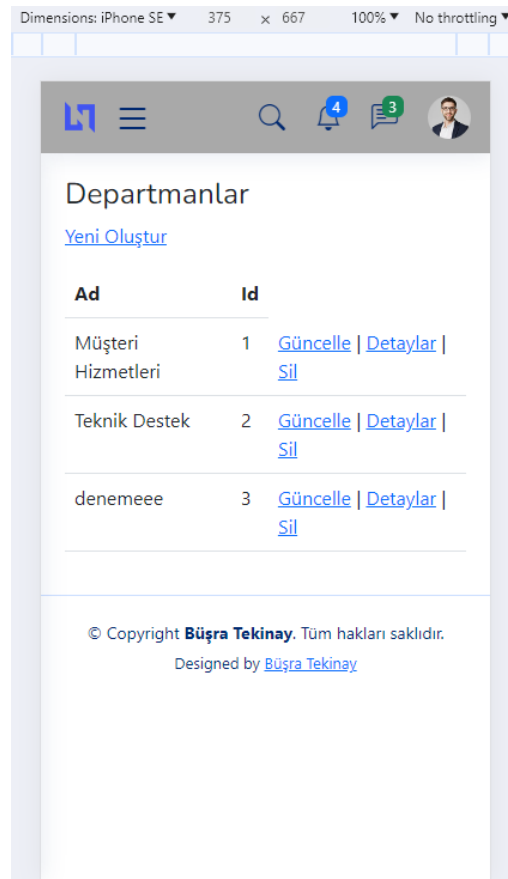 Dimensions: iPhone SE ▼ 375 × 667 100% ▼ No throttling ▼
4 3
Departmanlar
Yeni Oluştur
Ad Id
Müşteri Hizmetleri 1 Güncelle | Detaylar | Sil
Teknik Destek 2 Güncelle | Detaylar | Sil
denemeee 3 Güncelle | Detaylar | Sil
© Copyright Büşra Tekinay. Tüm hakları saklıdır.
Designed by Büşra Tekinay